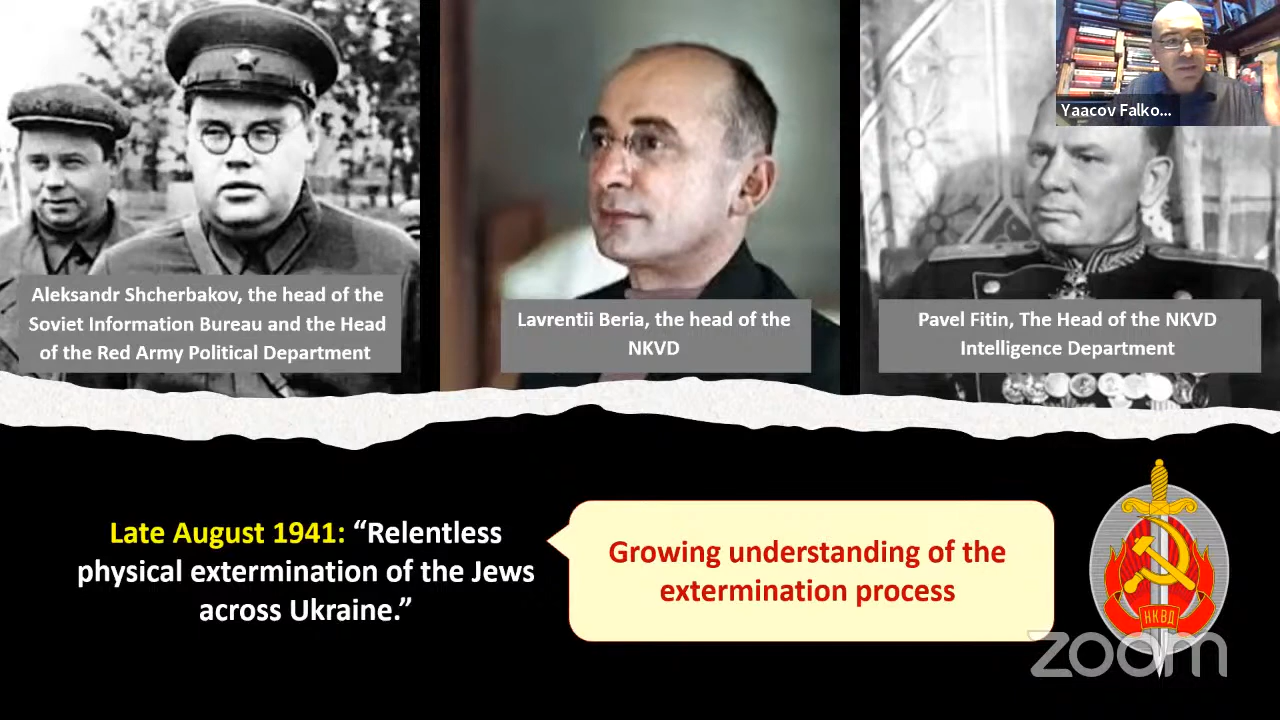 Yaacov Falko...
Aleksandr Shcherbakov, the head of the
Soviet Information Bureau and the Head
of the Red Army Political Department
Lavrentii Beria, the head of the
NKVD
Pavel Fitin, The Head of the NKVD
Intelligence Department
Late August 1941: “Relentless
physical extermination of the Jews
across Ukraine.”
Growing understanding of the
extermination process
НКВД
zoom